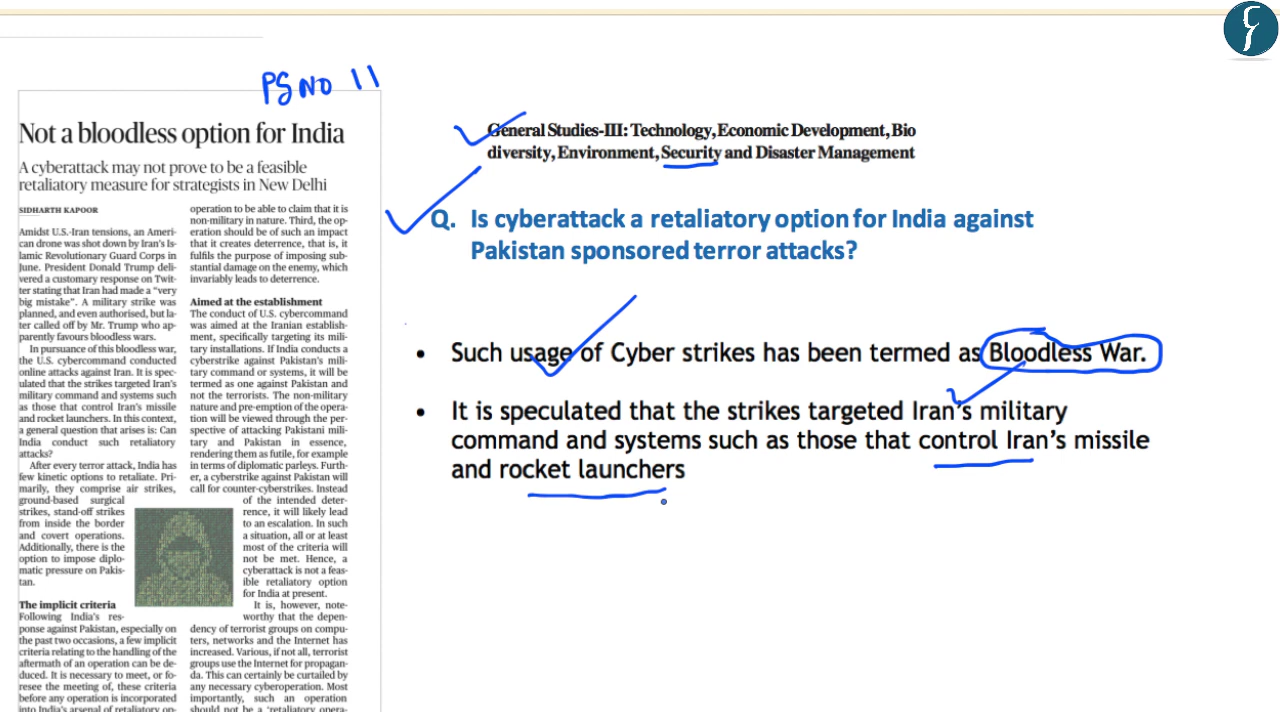 PG NO 11
Not a bloodless option for India
A cyberattack may not prove to be a feasible
retaliatory measure for strategists in New Delhi
SIDHARTH KAPOOR
Amidst U.S.-Iran tensions, an Ameri-
can drone was shot down by Iran's Is-
lamic Revolutionary Guard Corps in
June. President Donald Trump deli-
vered a customary response on Twit-
ter stating that Iran had made a "very
big mistake". A military strike was
planned, and even authorised, but la-
ter called off by Mr. Trump who ap-
parently favours bloodless wars.
In pursuance of this bloodless war,
the U.S. cybercommand conducted
online attacks against Iran. It is spec-
ulated that the strikes targeted Iran's
military command and systems such
as those that control Iran's missile
and rocket launchers. In this context,
a general question that arises is: Can
India conduct such retaliatory
attacks?
After every terror attack, India has
few kinetic options to retaliate. Pri-
marily, they comprise air strikes,
ground-based surgical
strikes, stand-off strikes
from inside the border
and covert operations.
Additionally, there is the
option to impose diplo-
matic pressure on Pakis-
tan.
The implicit criteria
Following India's res-
ponse against Pakistan, especially on
the past two occasions, a few implicit
criteria relating to the handling of the
aftermath of an operation can be de-
duced. It is necessary to meet, or fo-
resee the meeting of, these criteria
before any operation is incorporated
into India's arsenal of retaliatory op-
operation to be able to claim that it is
non-military in nature. Third, the op-
eration should be of such an impact
that it creates deterrence, that is, it
fulfils the purpose of imposing sub-
stantial damage on the enemy, which
invariably leads to deterrence.
Aimed at the establishment
The conduct of U.S. cybercommand
was aimed at the Iranian establish-
ment, specifically targeting its mili-
tary installations. If India conducts a
cyberstrike against Pakistan's mili-
tary command or systems, it will be
termed as one against Pakistan and
not the terrorists. The non-military
nature and pre-emption of the opera-
tion will be viewed through the per-
spective of attacking Pakistani mili-
tary and Pakistan in essence,
rendering them as futile, for example
in terms of diplomatic parleys. Furth-
er, a cyberstrike against Pakistan will
call for counter-cyberstrikes. Instead
of the intended deter-
rence, it will likely lead
to an escalation. In such
a situation, all or at least
most of the criteria will
not be met. Hence, a
cyberattack is not a feas-
ible retaliatory option
for India at present.
It is, however, note-
worthy that the depen-
dency of terrorist groups on compu-
ters, networks and the Internet has
increased. Various, if not all, terrorist
groups use the Internet for propagan-
da. This can certainly be curtailed by
any necessary cyberoperation. Most
importantly, such an operation
should not be a 'retaliatory opera-
General Studies-III: Technology, Economic Development, Bio
diversity, Environment, Security and Disaster Management
Q. Is cyberattack a retaliatory option for India against
Pakistan sponsored terror attacks?
• Such usage of Cyber strikes has been termed as Bloodless War.
• It is speculated that the strikes targeted Iran's military
command and systems such as those that control Iran's missile
and rocket launchers